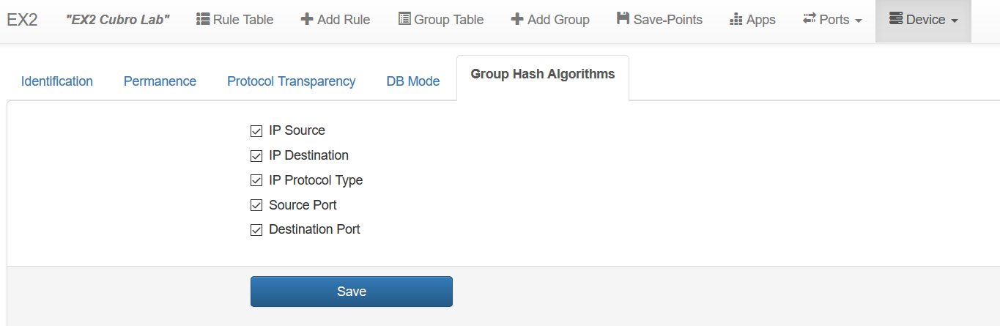 EX2 "EX2 Cubro Lab" Rule Table Add Rule Group Table Add Group Save-Points Apps Ports Device
Identification Permanence Protocol Transparency DB Mode Group Hash Algorithms
IP Source
IP Destination
IP Protocol Type
Source Port
Destination Port
Save